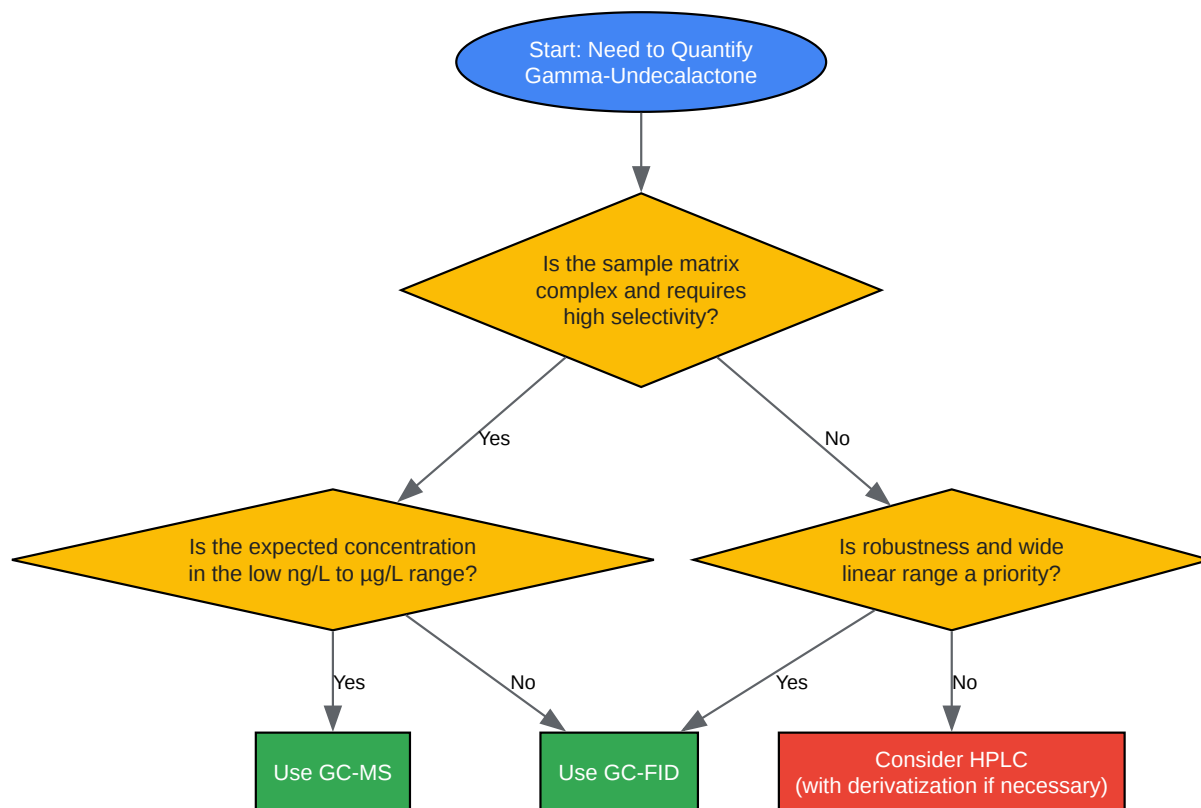 Start: Need to Quantify
Gamma-Undecalactone
Is the sample matrix
complex and requires
high selectivity?
Yes
No
Is the expected concentration
in the low ng/L to µg/L range?
Is robustness and wide
linear range a priority?
Yes
No
Yes
No
Use GC-MS
Use GC-FID
Consider HPLC
(with derivatization if necessary)